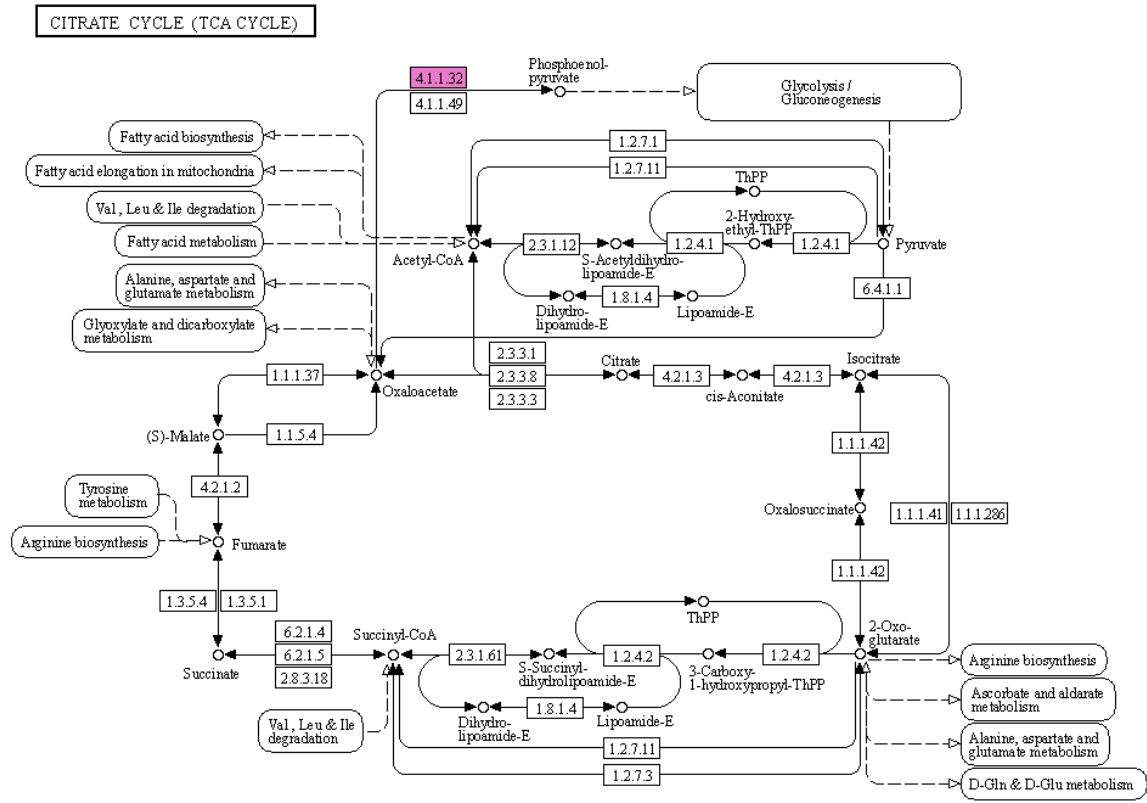 CITRATE CYCLE (TCA CYCLE)
Phosphoenol-
pyruvate
4.1.1.32
4.1.1.49
Glycolysis /
Gluconeogenesis
Fatty acid biosynthesis
Fatty acid elongation in mitochondria
Val, Leu & Ile degradation
Fatty acid metabolism
1.2.7.1
1.2.7.11
ThPP
2-Hydroxy-
ethyl-ThPP
Acetyl-CoA
2.3.1.12
S-Acetyldihydro-
lipoamide-E
1.2.4.1
1.2.4.1
Pyruvate
Alanine, aspartate and
glutamate metabolism
Dihydro-
lipoamide-E
1.8.1.4
Lipoamide-E
6.4.1.1
Glyoxylate and dicarboxylate
metabolism
1.1.1.37
Oxaloacetate
2.3.3.1
2.3.3.8
2.3.3.3
Citrate
4.2.1.3
cis-Aconitate
4.2.1.3
Isocitrate
(S)-Malate
1.1.5.4
1.1.1.42
4.2.1.2
Tyrosine
metabolism
Oxalosuccinate
1.1.1.41
1.1.1.286
Arginine biosynthesis
Fumarate
1.1.1.42
1.3.5.4
1.3.5.1
ThPP
6.2.1.4
6.2.1.5
2.8.3.18
Succinate
Succinyl-CoA
2.3.1.61
S-Succinyl-
dihydrolipoamide-E
1.2.4.2
3-Carboxy-
1-hydroxypropyl-ThPP
1.2.4.2
2-Oxo-
glutarate
Arginine biosynthesis
Ascorbate and aldarate
metabolism
Dihydro-
lipoamide-E
1.8.1.4
Lipoamide-E
Val, Leu & Ile
degradation
Alanine, aspartate and
glutamate metabolism
1.2.7.11
1.2.7.3
D-Gln & D-Glu metabolism